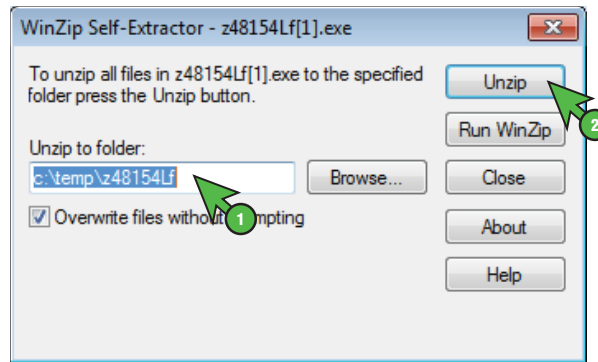 WinZip Self-Extractor - z48154Lf[1].exe
To unzip all files in z48154Lf[1].exe to the specified
folder press the Unzip button.
Unzip to folder:
c:\temp\z48154Lf
Browse...
Overwrite files without mpting
Unzip
Run WinZip
Close
About
Help
1
2